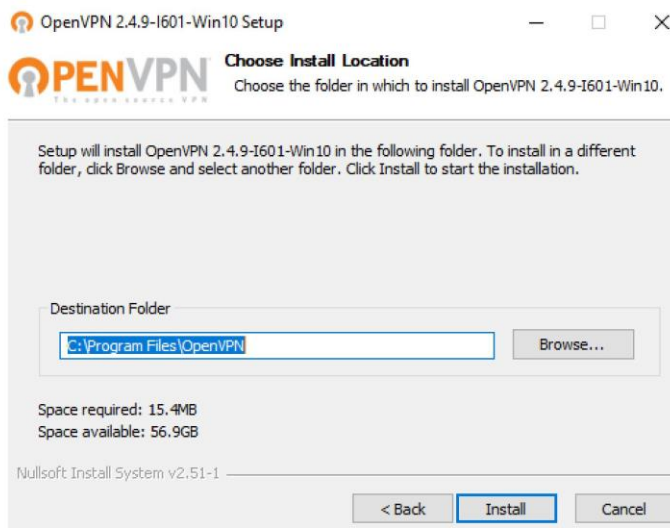 OpenVPN 2.4.9-I601-Win10 Setup
OPENVPN
The open source VPN
Choose Install Location
Choose the folder in which to install OpenVPN 2.4.9-I601-Win10.
Setup will install OpenVPN 2.4.9-I601-Win10 in the following folder. To install in a different
folder, click Browse and select another folder. Click Install to start the installation.
Destination Folder
C:\Program Files\OpenVPN
Browse...
Space required: 15.4MB
Space available: 56.9GB
Nullsoft Install System v2.51-1
< Back
Install
Cancel